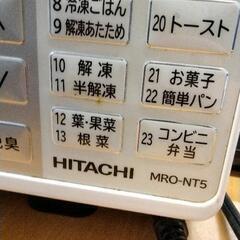 8 冷凍ごはん
9 解凍あたため
20 トースト
10 解凍
11 半解凍
21 お菓子
22 簡単パン
12 葉・果菜
13 根菜
23 コンビニ弁当
臭
HITACHI
MRO-NT5